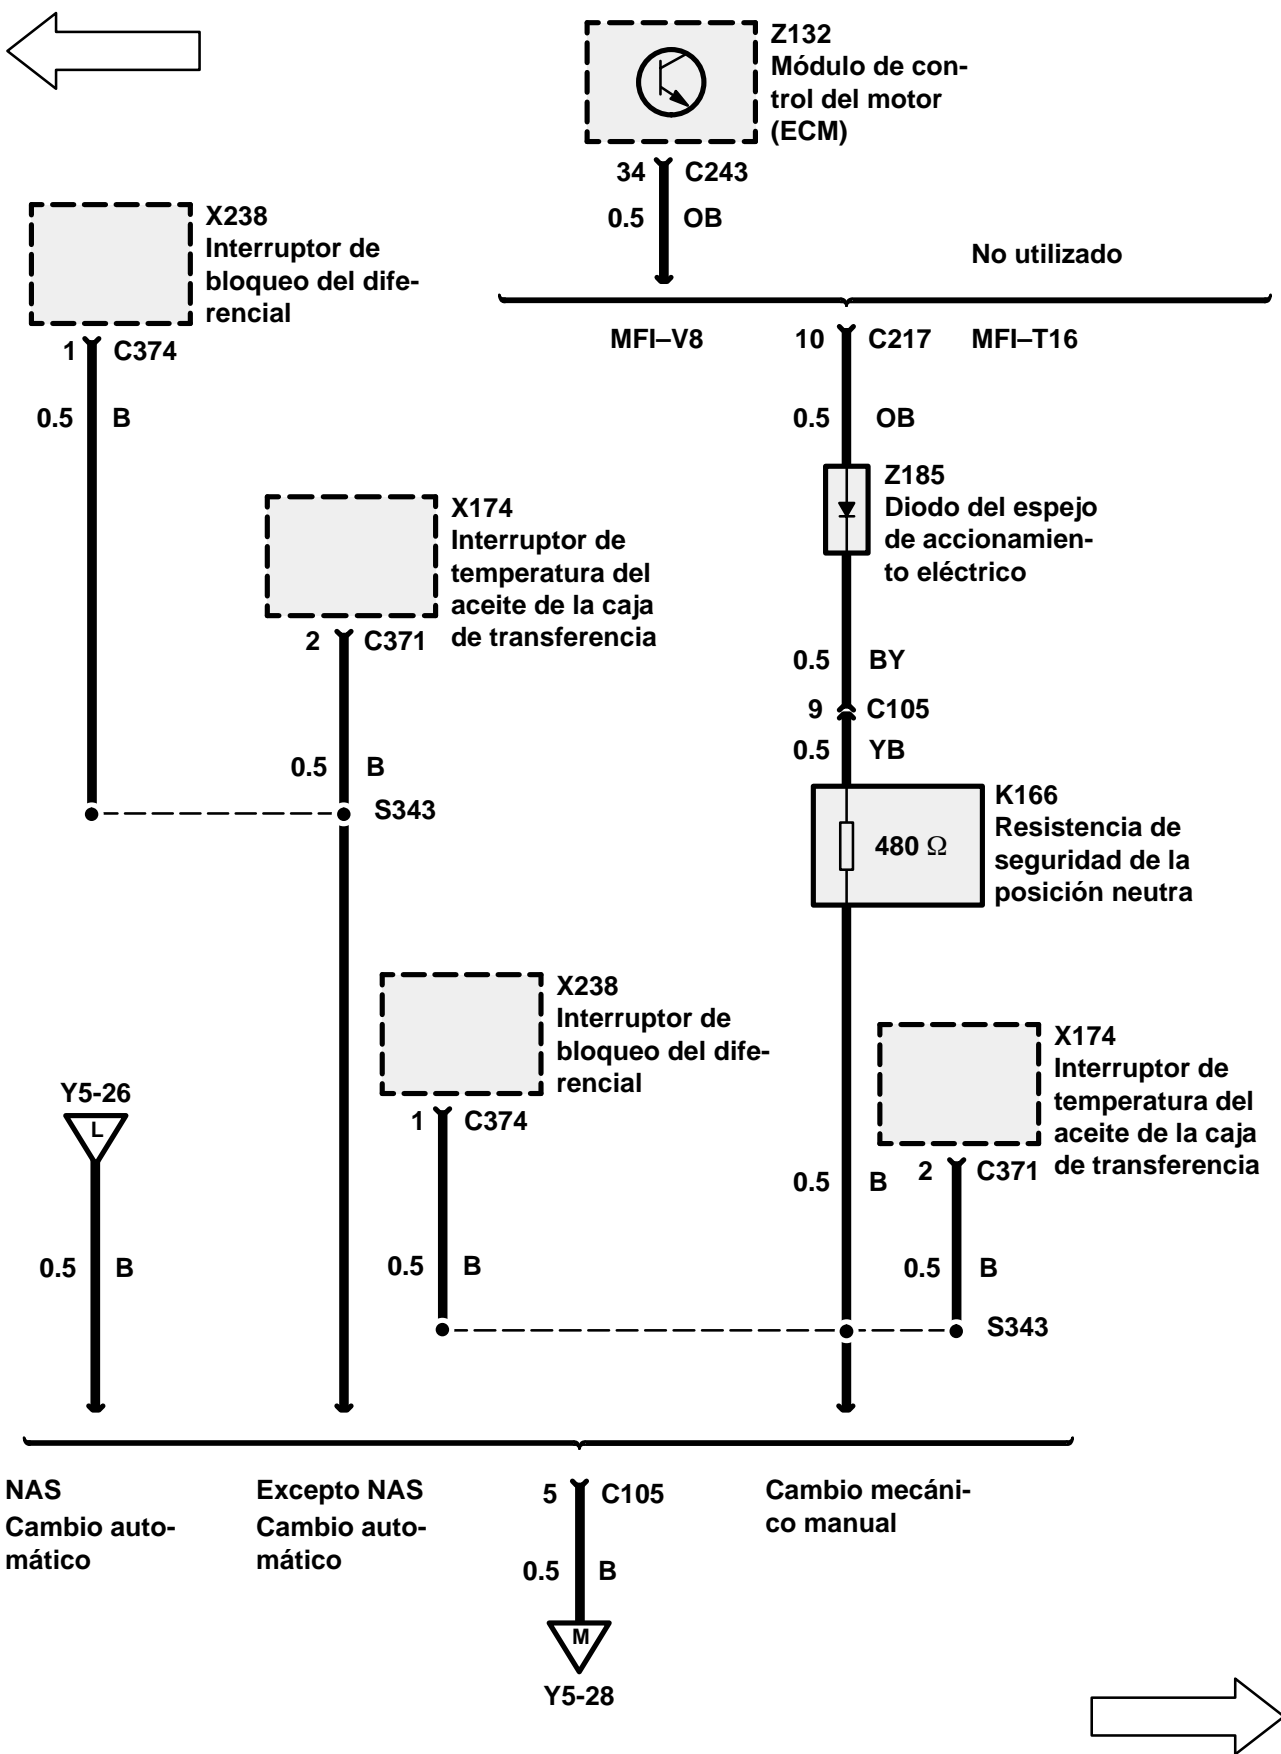 Z132
Módulo de con-
trol del motor
(ECM)
34 C243
0.5 OB
X238
Interruptor de
bloqueo del dife-
rencial
No utilizado
MFI–V8 10 C217 MFI–T16
1 C374
0.5 B
0.5 OB
Z185
Diodo del espejo
de accionamien-
to eléctrico
X174
Interruptor de
temperatura del
aceite de la caja
de transferencia
2 C371
0.5 BY
9 C105
0.5 YB
0.5 B
S343
K166
Resistencia de
seguridad de la
posición neutra
480 Ω
X238
Interruptor de
bloqueo del dife-
rencial
1 C374
X174
Interruptor de
temperatura del
aceite de la caja
de transferencia
Y5-26
L
0.5 B
2 C371
0.5 B
0.5 B
0.5 B
S343
NAS
Cambio auto-
mático
Excepto NAS
Cambio auto-
mático
5 C105
Cambio mecáni-
co manual
0.5 B
M
Y5-28